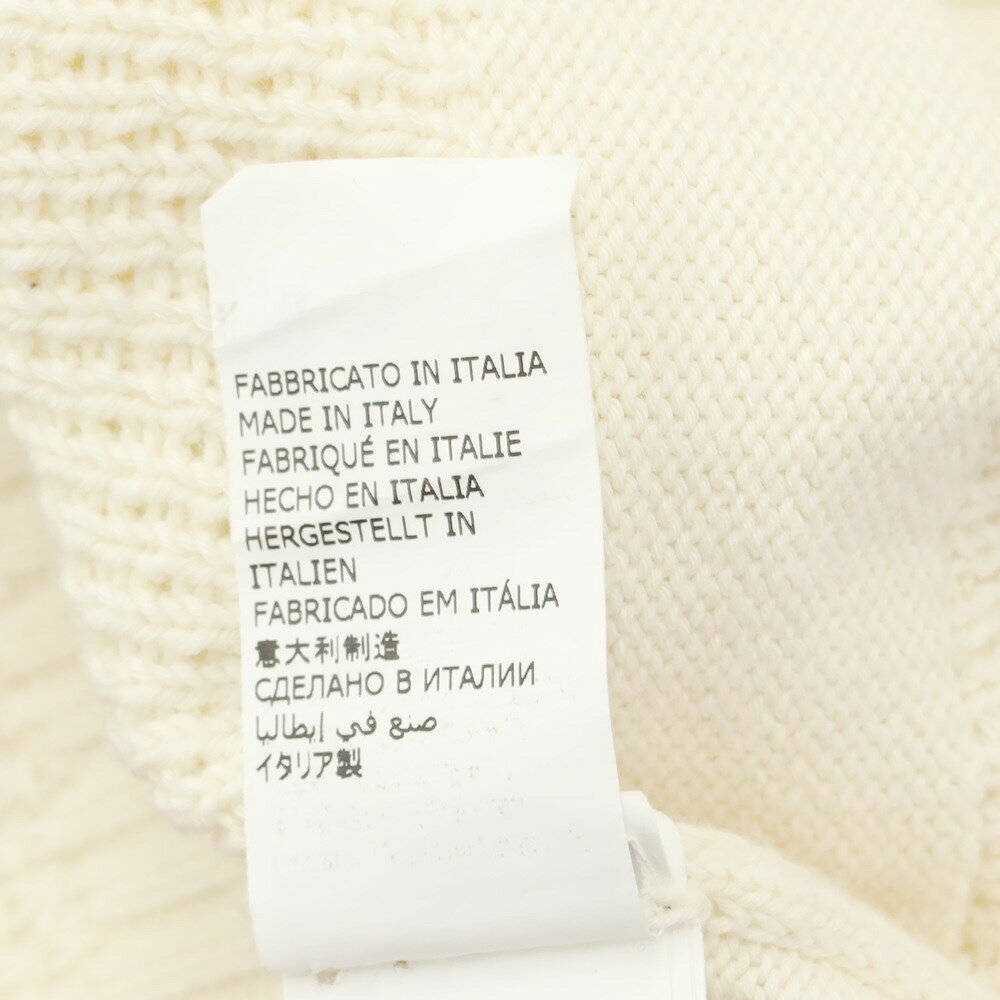 FABBRICATO IN ITALIA
MADE IN ITALY
FABRIQUÉ EN ITALIE
HECHO EN ITALIA
HERGESTELLT IN
ITALIEN
FABRICADO EM ITÁLIA
意大利制造
СДЕЛАНО В ИТАЛИИ
صنع في إيطاليا
イタリア製